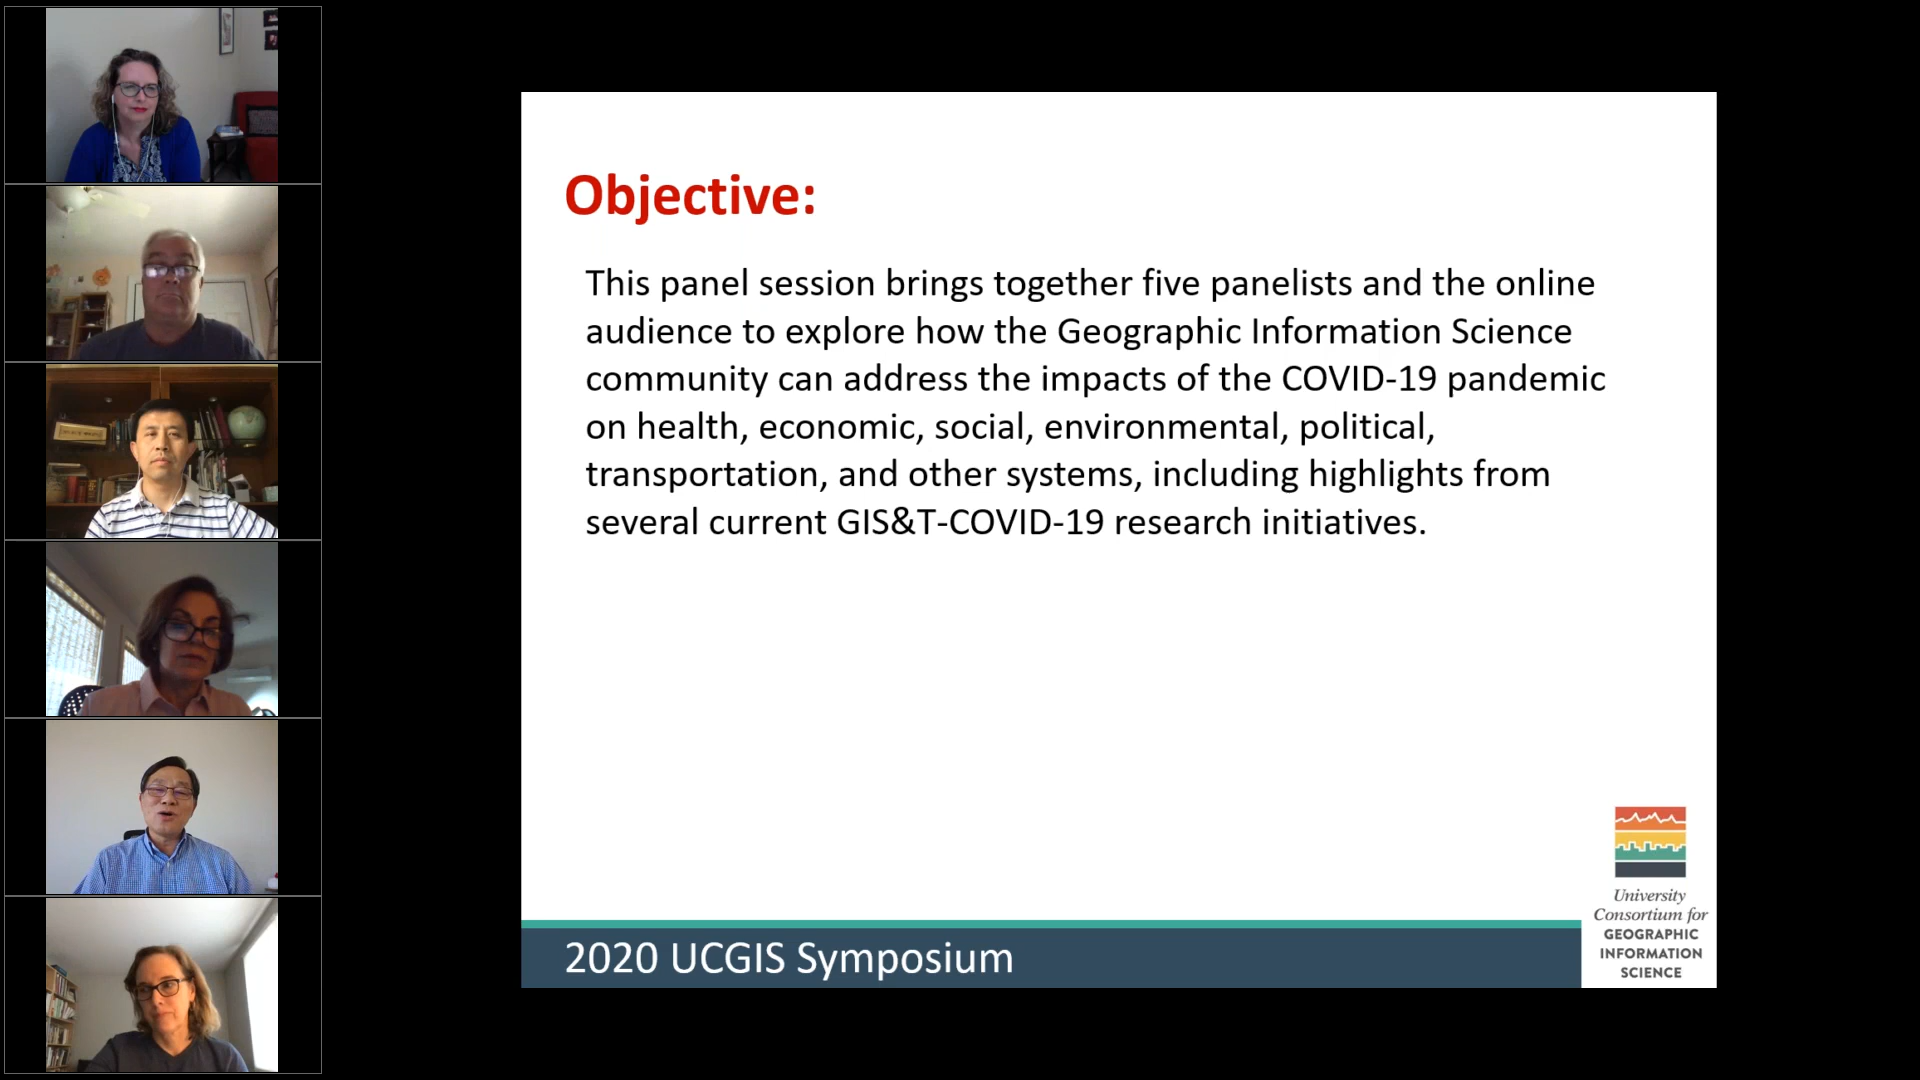 Objective:
This panel session brings together five panelists and the online
audience to explore how the Geographic Information Science
community can address the impacts of the COVID-19 pandemic
on health, economic, social, environmental, political,
transportation, and other systems, including highlights from
several current GIS&T-COVID-19 research initiatives.
2020 UCGIS Symposium
University
Consortium for
GEOGRAPHIC
INFORMATION
SCIENCE